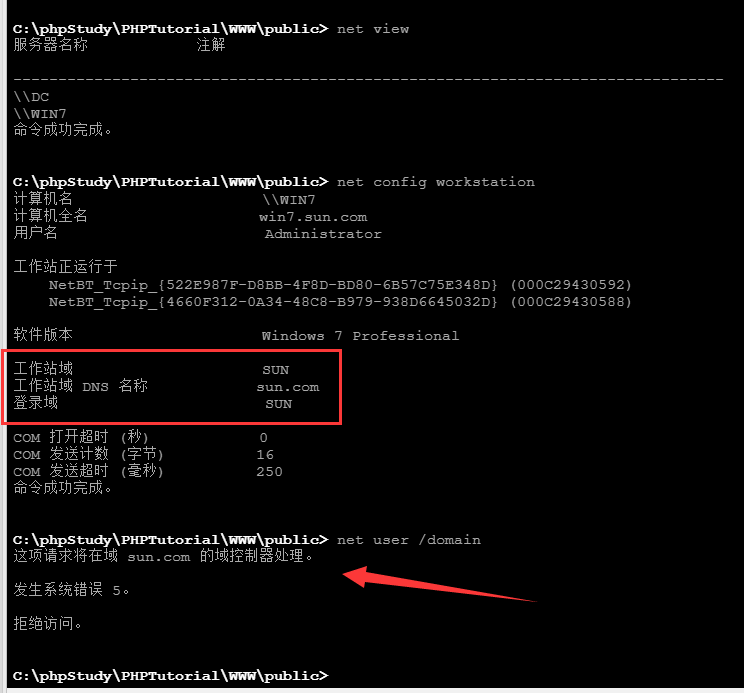 C:\phpStudy\PHPTutorial\WWW\public> net view
服务器名称 注解
-------------------------------------------------------------------------------
\\DC
\\WIN7
命令成功完成。
C:\phpStudy\PHPTutorial\WWW\public> net config workstation
计算机名 \\WIN7
计算机全名 win7.sun.com
用户名 Administrator
工作站正运行于
NetBT_Tcpip_{522E987F-D8BB-4F8D-BD80-6B57C75E348D} (000C29430592)
NetBT_Tcpip_{4660F312-0A34-48C8-B979-938D6645032D} (000C29430588)
软件版本 Windows 7 Professional
工作站域 SUN
工作站域 DNS 名称 sun.com
登录域 SUN
COM 打开超时 (秒) 0
COM 发送计数 (字节) 16
COM 发送超时 (毫秒) 250
命令成功完成。
C:\phpStudy\PHPTutorial\WWW\public> net user /domain
这项请求将在域 sun.com 的域控制器处理。
发生系统错误 5。
拒绝访问。
C:\phpStudy\PHPTutorial\WWW\public>